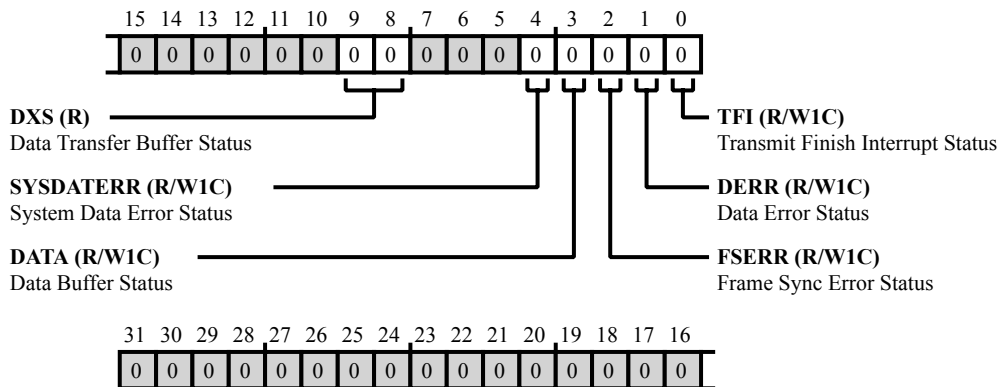 15 14 13 12 11 10 9 8 7 6 5 4 3 2 1 0
0 0 0 0 0 0 0 0 0 0 0 0 0 0 0 0
DXS (R)
Data Transfer Buffer Status
SYSDATERR (R/W1C)
System Data Error Status
DATA (R/W1C)
Data Buffer Status
TFI (R/W1C)
Transmit Finish Interrupt Status
DERR (R/W1C)
Data Error Status
FSERR (R/W1C)
Frame Sync Error Status
31 30 29 28 27 26 25 24 23 22 21 20 19 18 17 16
0 0 0 0 0 0 0 0 0 0 0 0 0 0 0 0